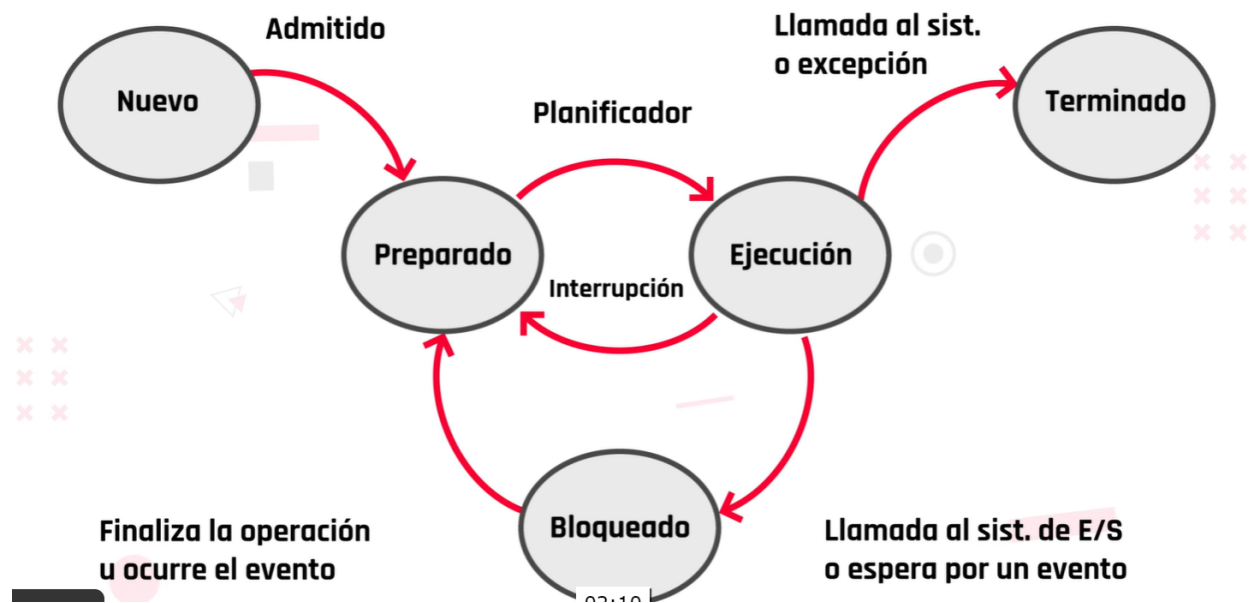 Admitido
Llamada al sist.
o excepción
Nuevo
Terminado
Planificador
Preparado
Ejecución
Interrupción
Bloqueado
Finaliza la operación
u ocurre el evento
Llamada al sist. de E/S
o espera por un evento